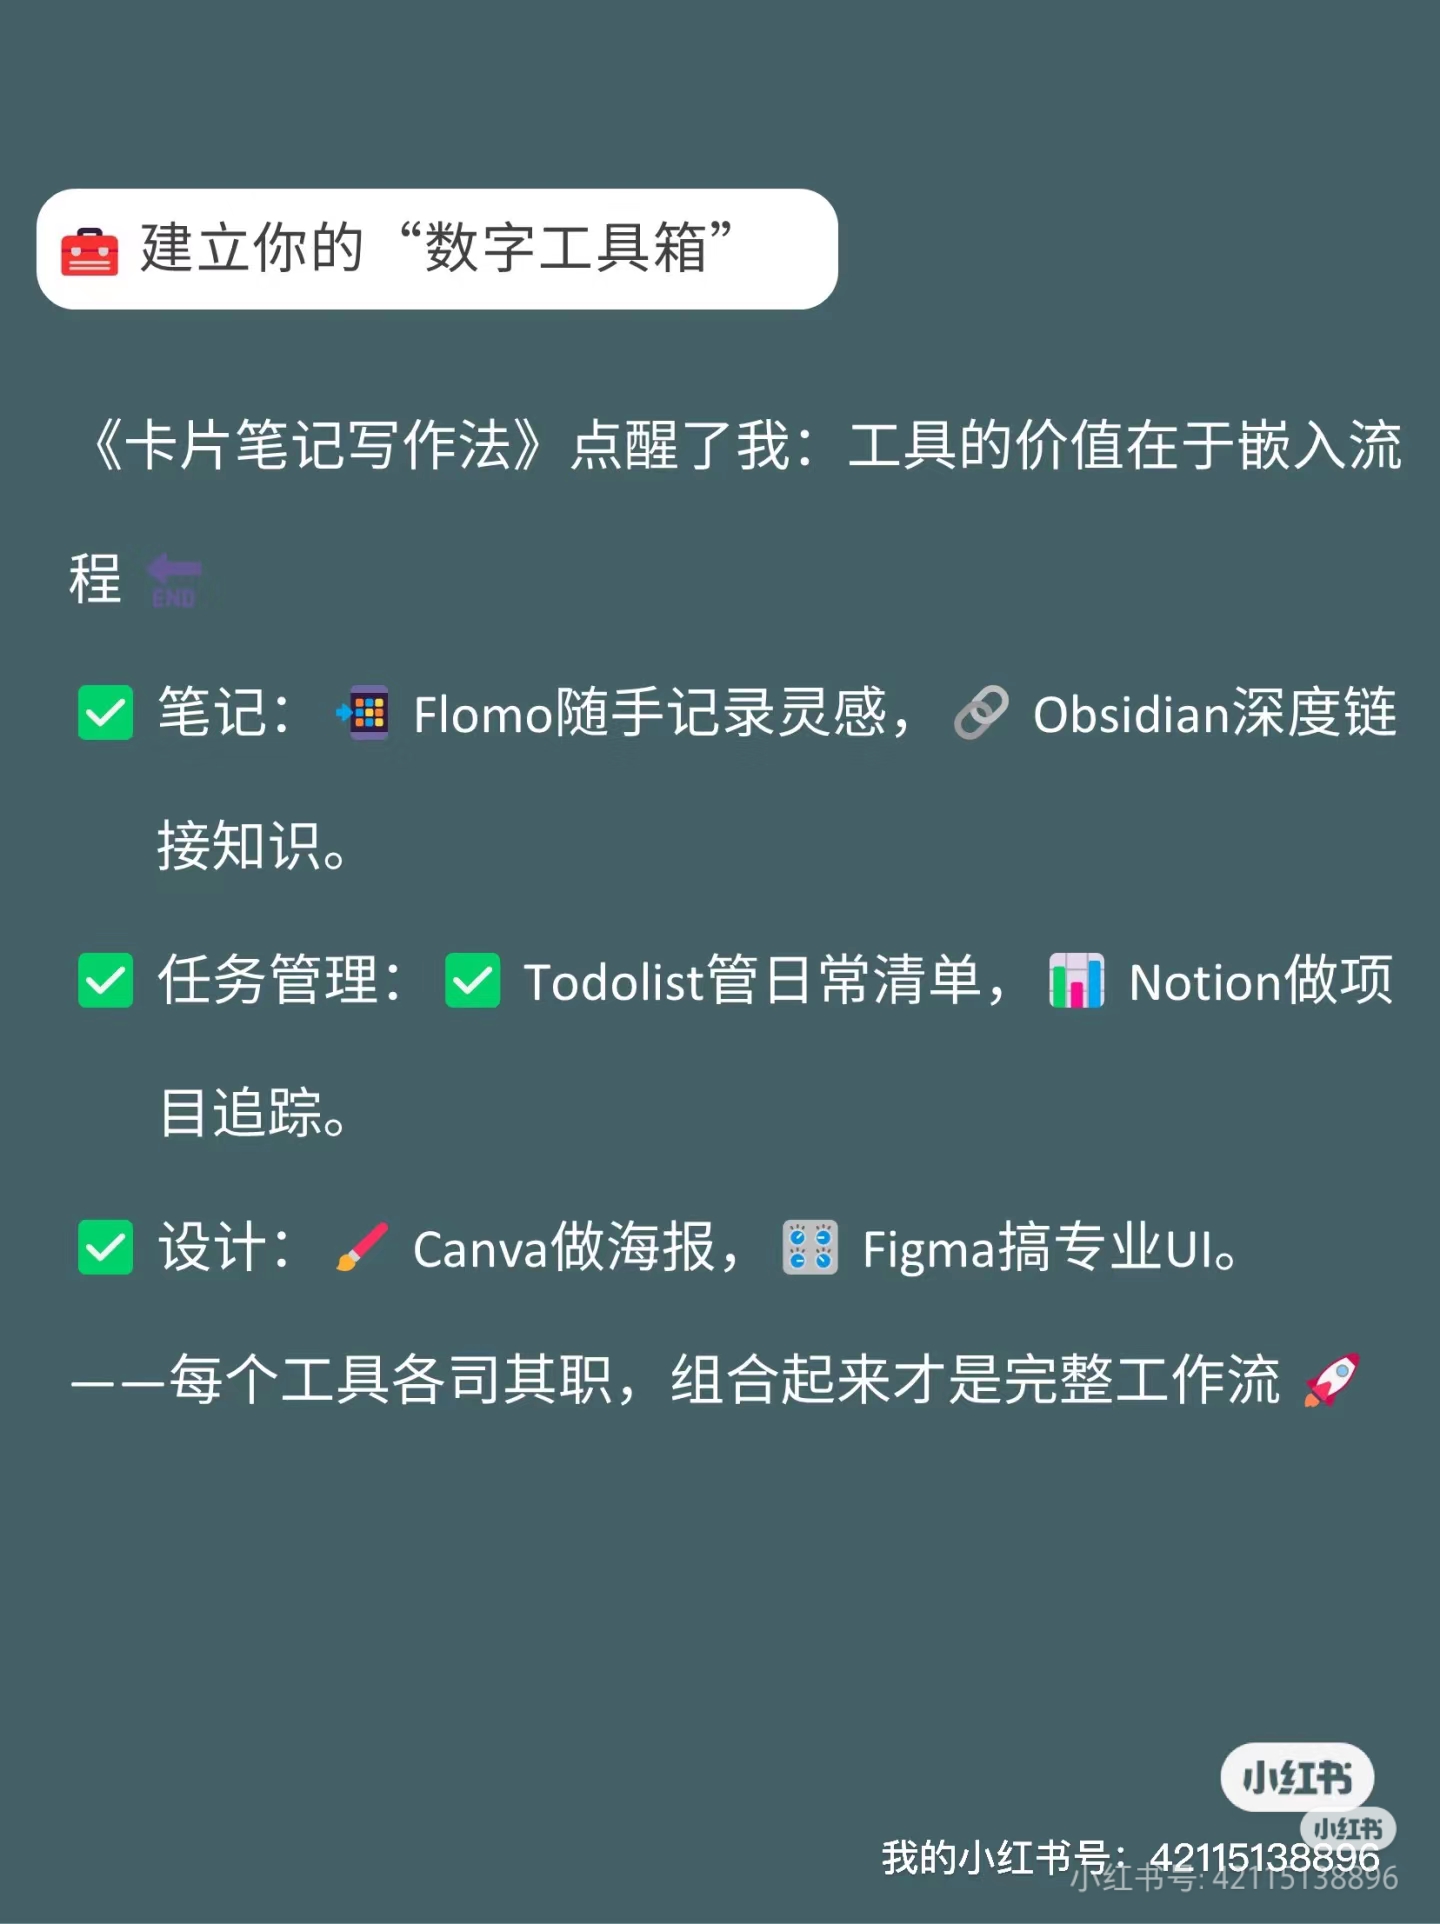 🧰 建立你的“数字工具箱”
《卡片笔记写作法》点醒了我：工具的价值在于嵌入流
程 🔚
✅ 笔记：📲 Flomo随手记录灵感，🔗 Obsidian深度链
接知识。
✅ 任务管理：✅ Todolist管日常清单，📊 Notion做项
目追踪。
✅ 设计：🖌️ Canva做海报，🎛️ Figma搞专业UI。
——每个工具各司其职，组合起来才是完整工作流 🚀
小红书
小红书
我的小红书号：42115138896
小红书号: 42115138896